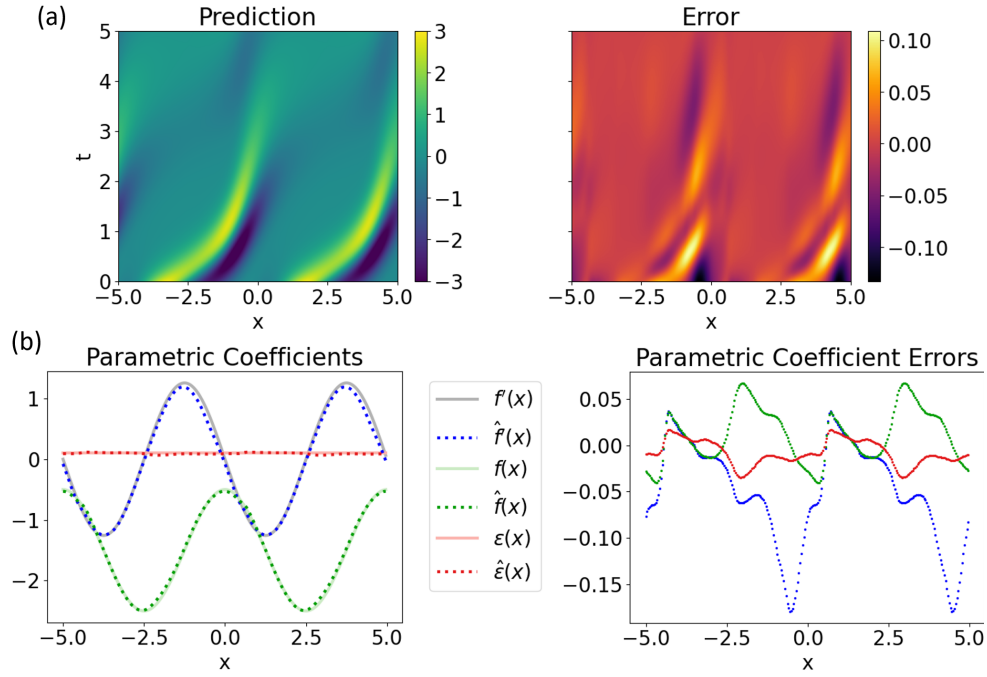 (a)
Prediction
Error
5
4
3
2
1
0
t
−5.0 −2.5 0.0 2.5 5.0
x
3
2
1
0
−1
−2
−3
−5.0 −2.5 0.0 2.5 5.0
x
0.10
0.05
0.00
−0.05
−0.10
(b)
Parametric Coefficients
Parametric Coefficient Errors
1
0
−1
−2
−5.0 −2.5 0.0 2.5 5.0
x
f′(x)
f̂′(x)
f(x)
f̂(x)
ε(x)
ε̂(x)
0.05
0.00
−0.05
−0.10
−0.15
−5.0 −2.5 0.0 2.5 5.0
x